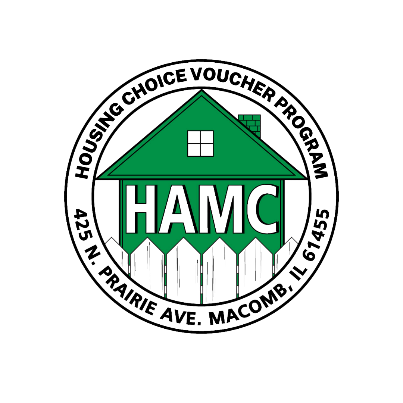 HOUSING CHOICE VOUCHER PROGRAM
HAMC
425 N. PRAIRIE AVE. MACOMB, IL 61455